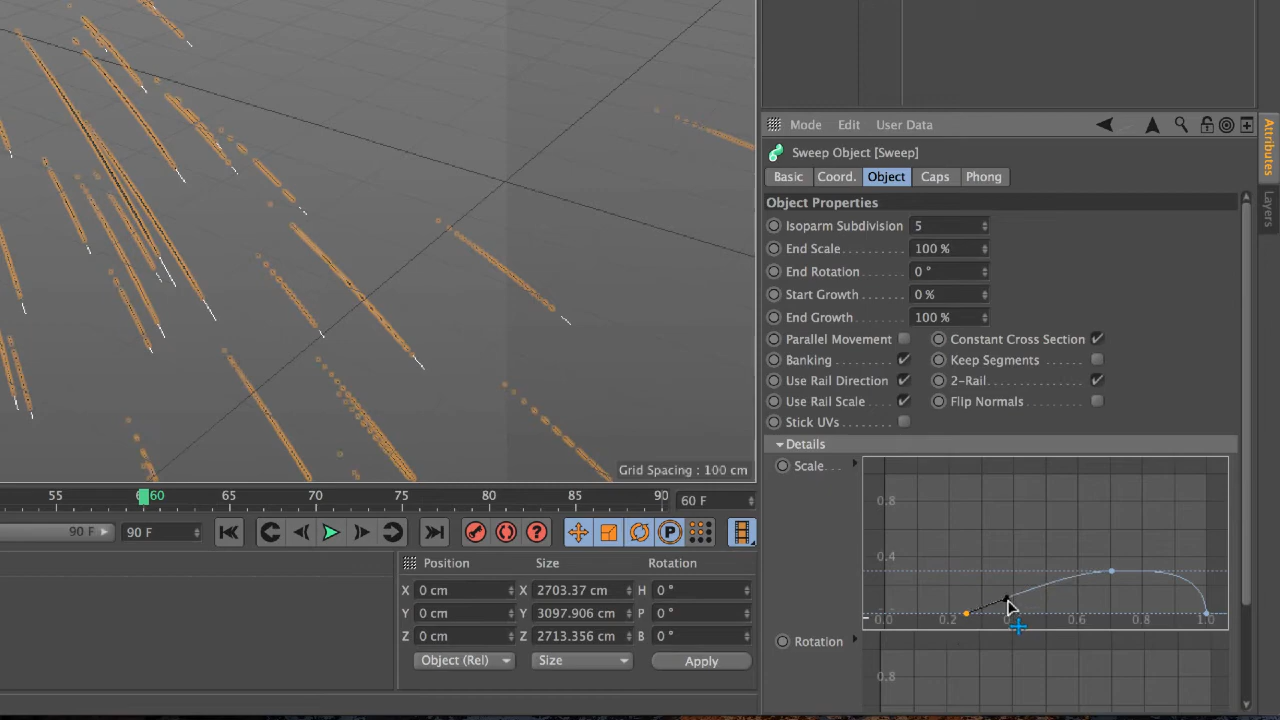 Mode Edit User Data
Attributes
Layers
Sweep Object [Sweep]
Basic Coord. Object Caps Phong
Object Properties
Isoparm Subdivision 5
End Scale 100 %
End Rotation 0 °
Start Growth 0 %
End Growth 100 %
Parallel Movement Constant Cross Section
Banking Keep Segments
Use Rail Direction 2-Rail
Use Rail Scale Flip Normals
Stick UVs
Details
Scale
0.8
0.4
0.0 0.2 0.6 0.8 1.0
Rotation
0.8
Grid Spacing : 100 cm
55 60 65 70 75 80 85 90 60 F
90 F 90 F
P
Position Size Rotation
X 0 cm X 2703.37 cm H 0 °
Y 0 cm Y 3097.906 cm P 0 °
Z 0 cm Z 2713.356 cm B 0 °
Object (Rel) Size Apply